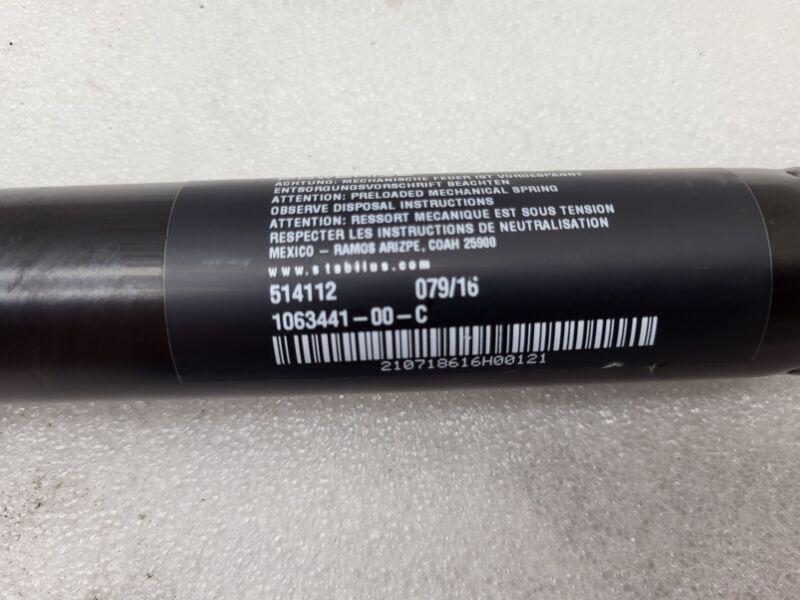 ACHTUNG: MECHANISCHE FEDER IST VORGESPANNT
ENTSORGUNGSVORSCHRIFT BEACHTEN
ATTENTION: PRELOADED MECHANICAL SPRING
OBSERVE DISPOSAL INSTRUCTIONS
ATTENTION: RESSORT MECANIQUE EST SOUS TENSION
RESPECTER LES INSTRUCTIONS DE NEUTRALISATION
MEXICO - RAMOS ARIZPE, COAH 25900
www.stabilus.com
514112 079/16
1063441-00-C
210718616H00121